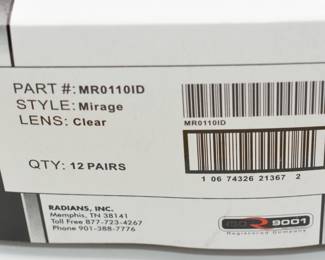 PART #: MR0110ID
STYLE: Mirage
LENS: Clear
MR0110ID
QTY: 12 PAIRS
1 06 74326 21367 2
RADIANS, INC.
Memphis, TN 38141
Toll Free 877-723-4267
Phone 901-388-7776
ISO R 9001
Registered Company